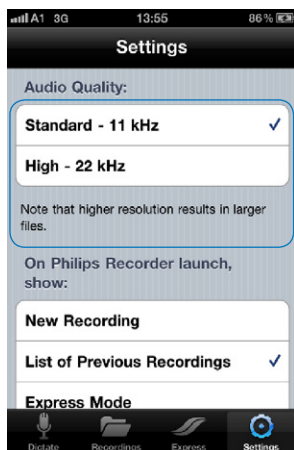 A1 3G 13:55 86%
Settings
Audio Quality:
Standard - 11 kHz
High - 22 kHz
Note that higher resolution results in larger
files.
On Philips Recorder launch,
show:
New Recording
List of Previous Recordings
Express Mode
Dictate Recordings Express Settings